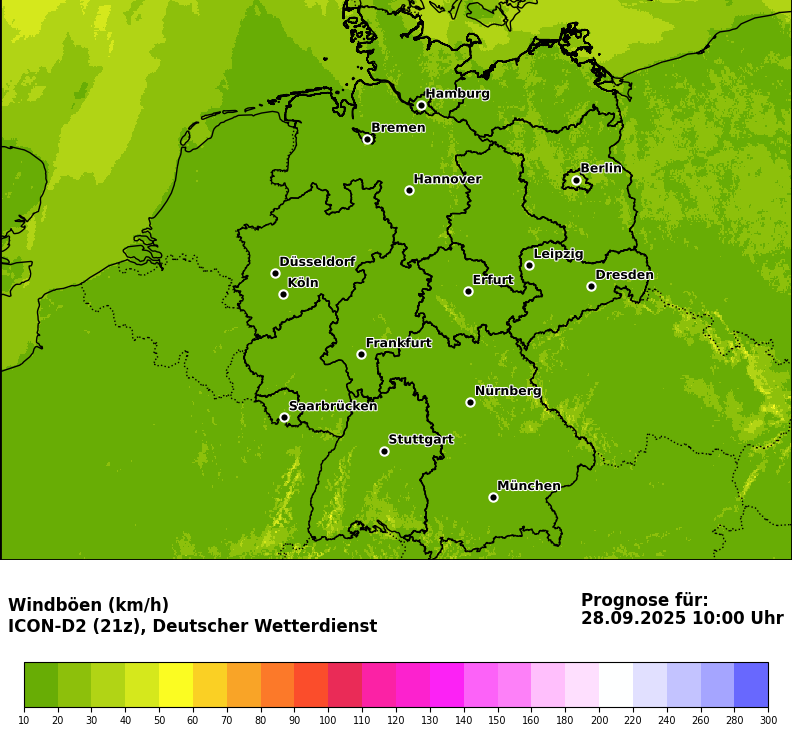 Hamburg
Bremen
Berlin
Hannover
Leipzig
Düsseldorf
Dresden
Köln
Erfurt
Frankfurt
Nürnberg
Saarbrücken
Stuttgart
München
Windböen (km/h)
ICON-D2 (21z), Deutscher Wetterdienst
Prognose für:
28.09.2025 10:00 Uhr
10 20 30 40 50 60 70 80 90 100 110 120 130 140 150 160 180 200 220 240 260 280 300